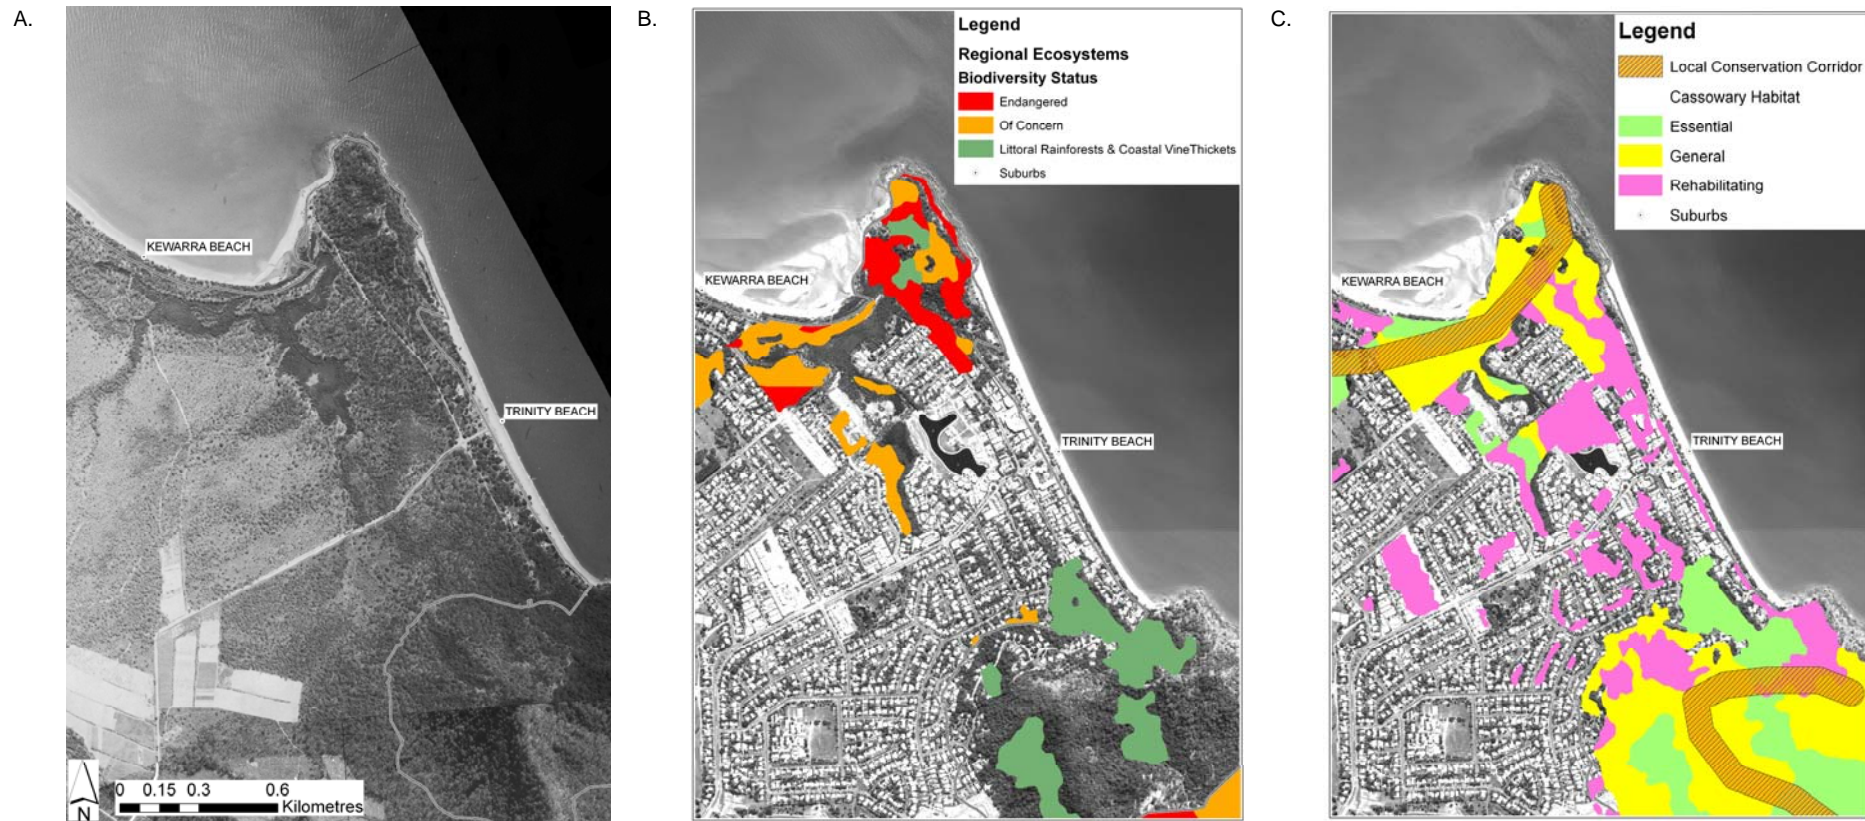 A.
KEWARRA BEACH
TRINITY BEACH
0 0.15 0.3 0.6
Kilometres
N
B.
Legend
Regional Ecosystems
Biodiversity Status
Endangered
Of Concern
Littoral Rainforests & Coastal VineThickets
Suburbs
KEWARRA BEACH
TRINITY BEACH
C.
Legend
Local Conservation Corridor
Cassowary Habitat
Essential
General
Rehabilitating
Suburbs
KEWARRA BEACH
TRINITY BEACH